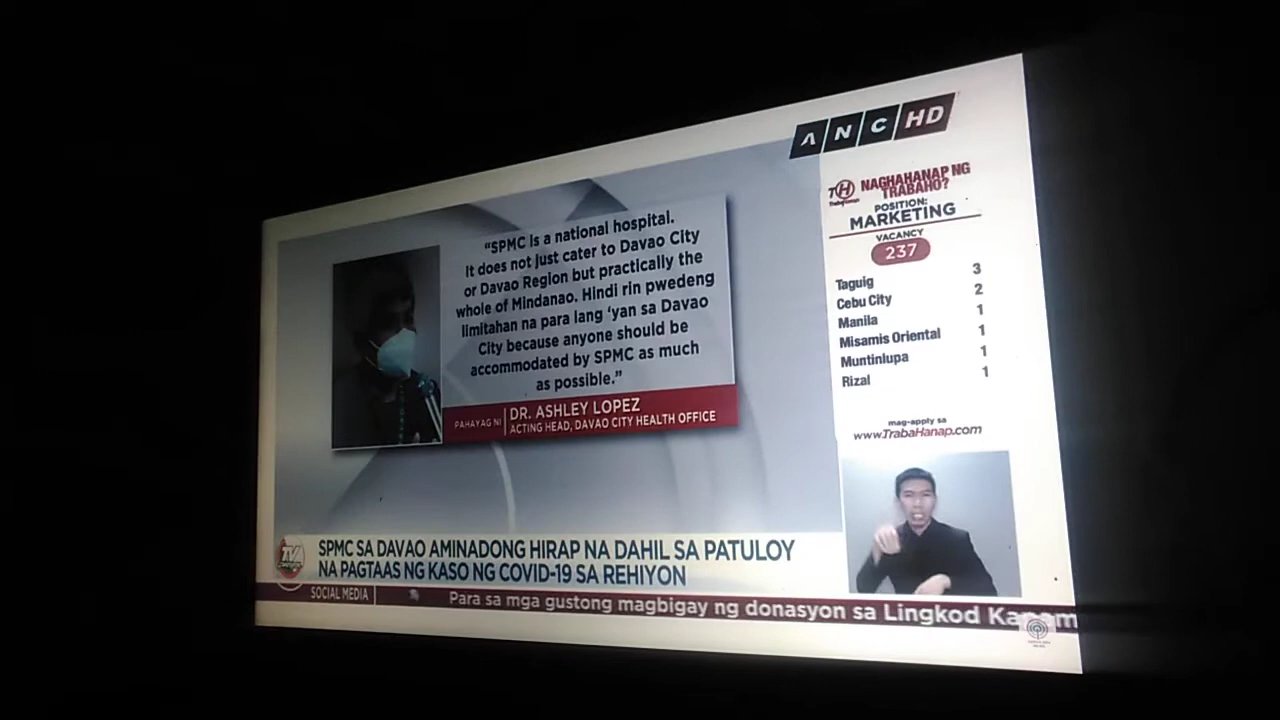 ANC HD
"SPMC is a national hospital.
It does not just cater to Davao City
or Davao Region but practically the
whole of Mindanao. Hindi rin pwedeng
limitahan na para lang 'yan sa Davao
City because anyone should be
accommodated by SPMC as much
as possible."
PAHAYAG NI
DR. ASHLEY LOPEZ
ACTING HEAD, DAVAO CITY HEALTH OFFICE
TH
TrabaHanap
NAGHAHANAP NG
TRABAHO?
POSITION:
MARKETING
VACANCY
237
Taguig 3
Cebu City 2
Manila 1
Misamis Oriental 1
Muntinlupa 1
Rizal 1
mag-apply sa
www.TrabaHanap.com
TVP
SPMC SA DAVAO AMINADONG HIRAP NA DAHIL SA PATULOY
NA PAGTAAS NG KASO NG COVID-19 SA REHIYON
SOCIAL MEDIA
Para sa mga gustong magbigay ng donasyon sa Lingkod Kapam